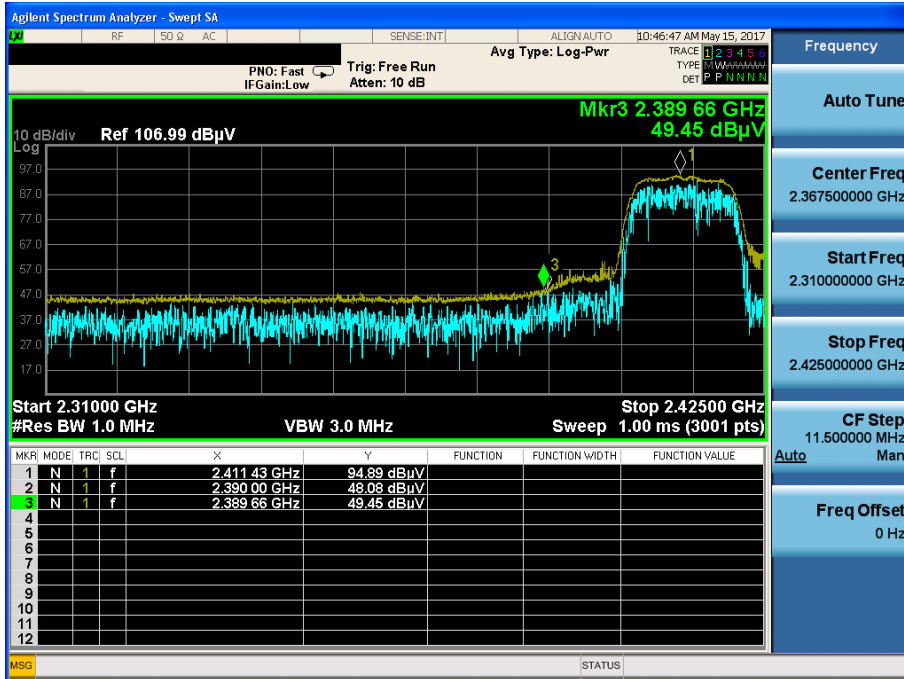 Agilent Spectrum Analyzer - Swept SA
LXI RF 50 Ω AC SENSE:INT ALIGN AUTO 10:46:47 AM May 15, 2017
Avg Type: Log-Pwr
TRACE 1 2 3 4 5 6
TYPE M W W W W W
DET P P N N N N
PNO: Fast
IFGain:Low
Trig: Free Run
Atten: 10 dB
Mkr3 2.389 66 GHz
49.45 dBµV
10 dB/div Ref 106.99 dBµV
Log
97.0
87.0
77.0
67.0
57.0
47.0
37.0
27.0
17.0
1
3
Start 2.31000 GHz Stop 2.42500 GHz
#Res BW 1.0 MHz VBW 3.0 MHz Sweep 1.00 ms (3001 pts)
MKR MODE TRC SCL X Y FUNCTION FUNCTION WIDTH FUNCTION VALUE
1 N 1 f 2.411 43 GHz 94.89 dBµV
2 N 1 f 2.390 00 GHz 48.08 dBµV
3 N 1 f 2.389 66 GHz 49.45 dBµV
4
5
6
7
8
9
10
11
12
MSG STATUS
Frequency
Auto Tune
Center Freq
2.367500000 GHz
Start Freq
2.310000000 GHz
Stop Freq
2.425000000 GHz
CF Step
11.500000 MHz
Auto Man
Freq Offset
0 Hz